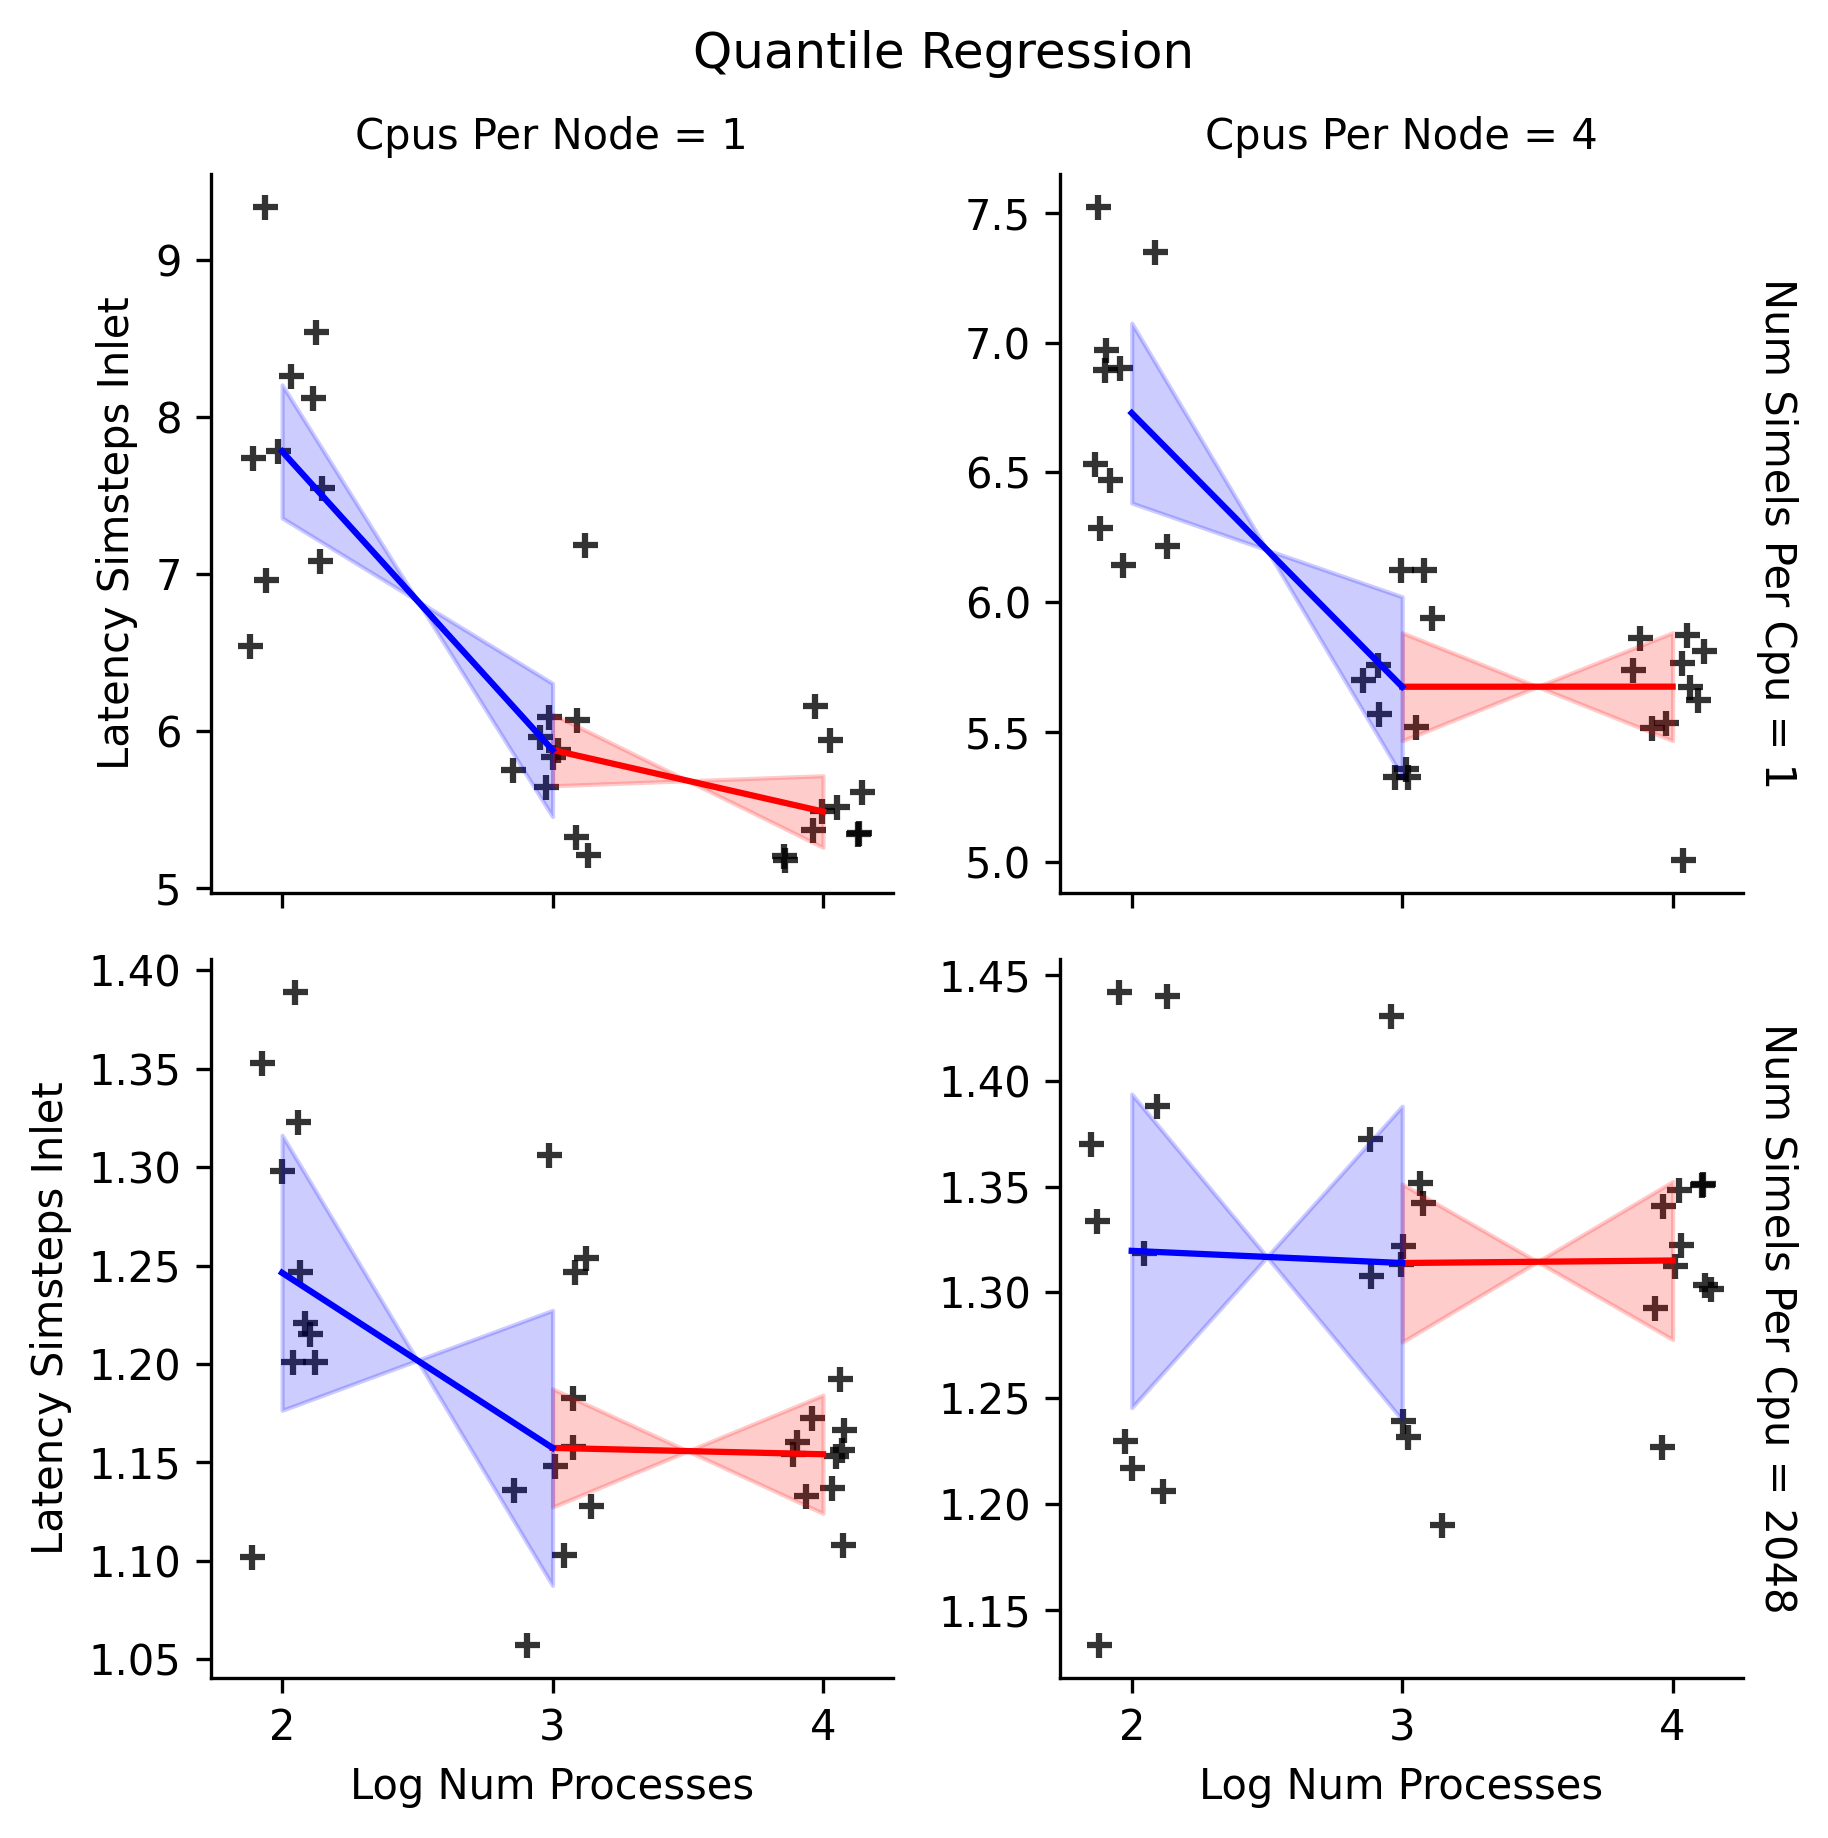 Quantile Regression
Cpus Per Node = 1
Cpus Per Node = 4
Latency Simsteps Inlet
9
8
7
6
5
7.5
7.0
6.5
6.0
5.5
5.0
Num Simels Per Cpu = 1
Latency Simsteps Inlet
1.40
1.35
1.30
1.25
1.20
1.15
1.10
1.05
2 3 4
Log Num Processes
1.45
1.40
1.35
1.30
1.25
1.20
1.15
2 3 4
Log Num Processes
Num Simels Per Cpu = 2048